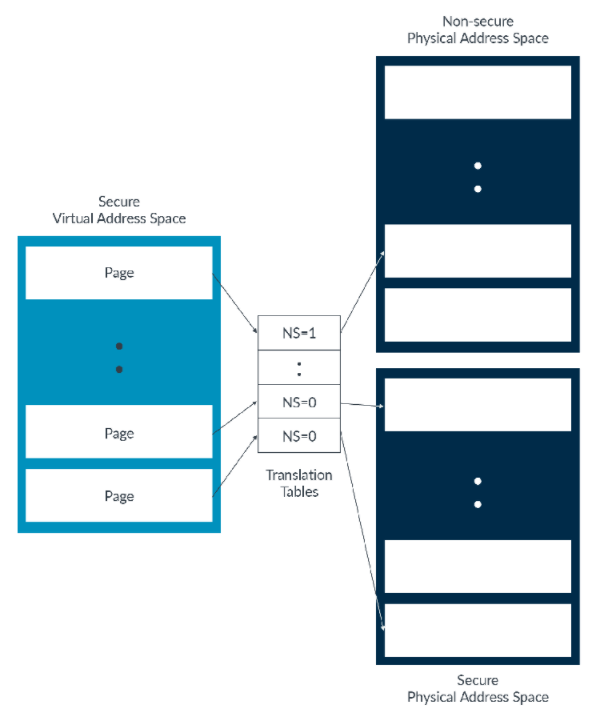 Non-secure
Physical Address Space
Secure
Virtual Address Space
Page
NS=1
NS=0
Page
NS=0
Translation
Tables
Page
Secure
Physical Address Space